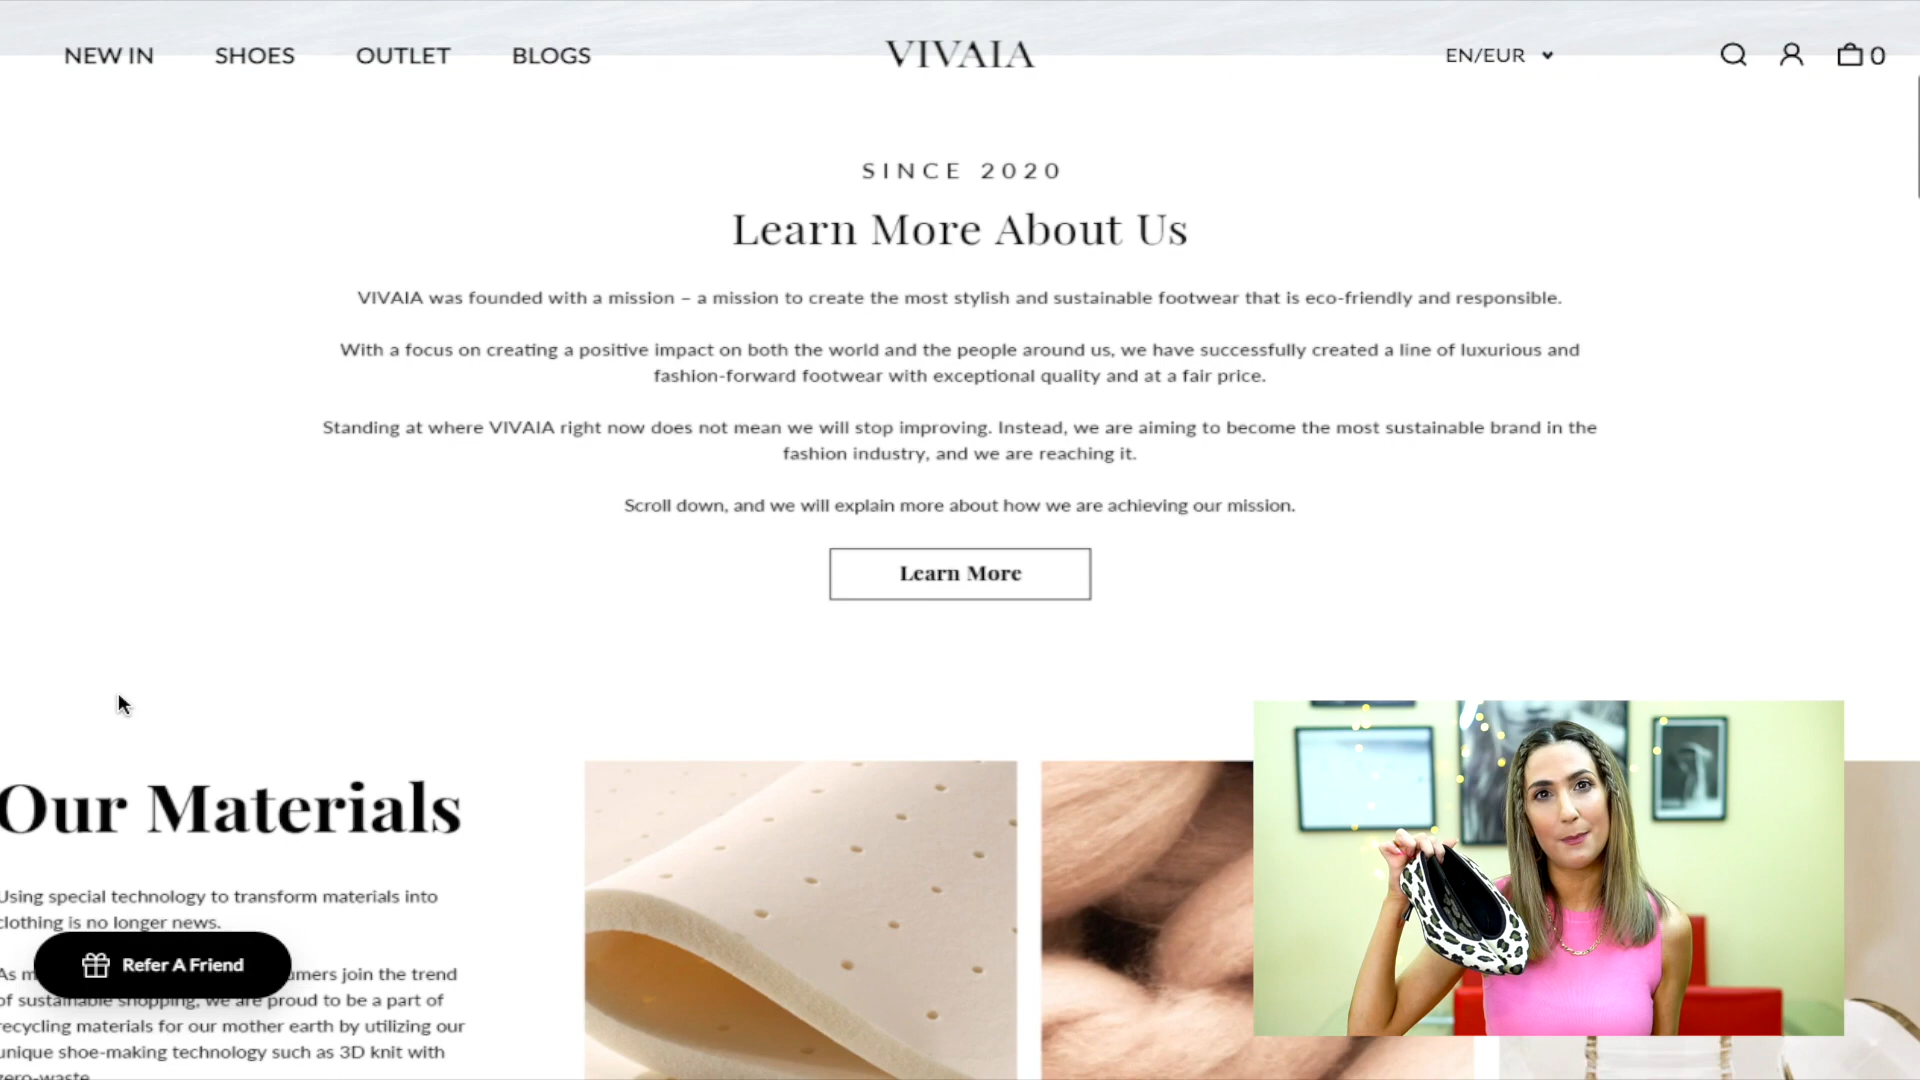 NEW IN SHOES OUTLET BLOGS VIVAIA EN/EUR 0
SINCE 2020
Learn More About Us
VIVAIA was founded with a mission – a mission to create the most stylish and sustainable footwear that is eco-friendly and responsible.
With a focus on creating a positive impact on both the world and the people around us, we have successfully created a line of luxurious and
fashion-forward footwear with exceptional quality and at a fair price.
Standing at where VIVAIA right now does not mean we will stop improving. Instead, we are aiming to become the most sustainable brand in the
fashion industry, and we are reaching it.
Scroll down, and we will explain more about how we are achieving our mission.
Learn More
Our Materials
Using special technology to transform materials into
clothing is no longer news.
Refer A Friend
As join the trend
of sustainable shopping, we are proud to be a part of
recycling materials for our mother earth by utilizing our
unique shoe-making technology such as 3D knit with
zero-waste